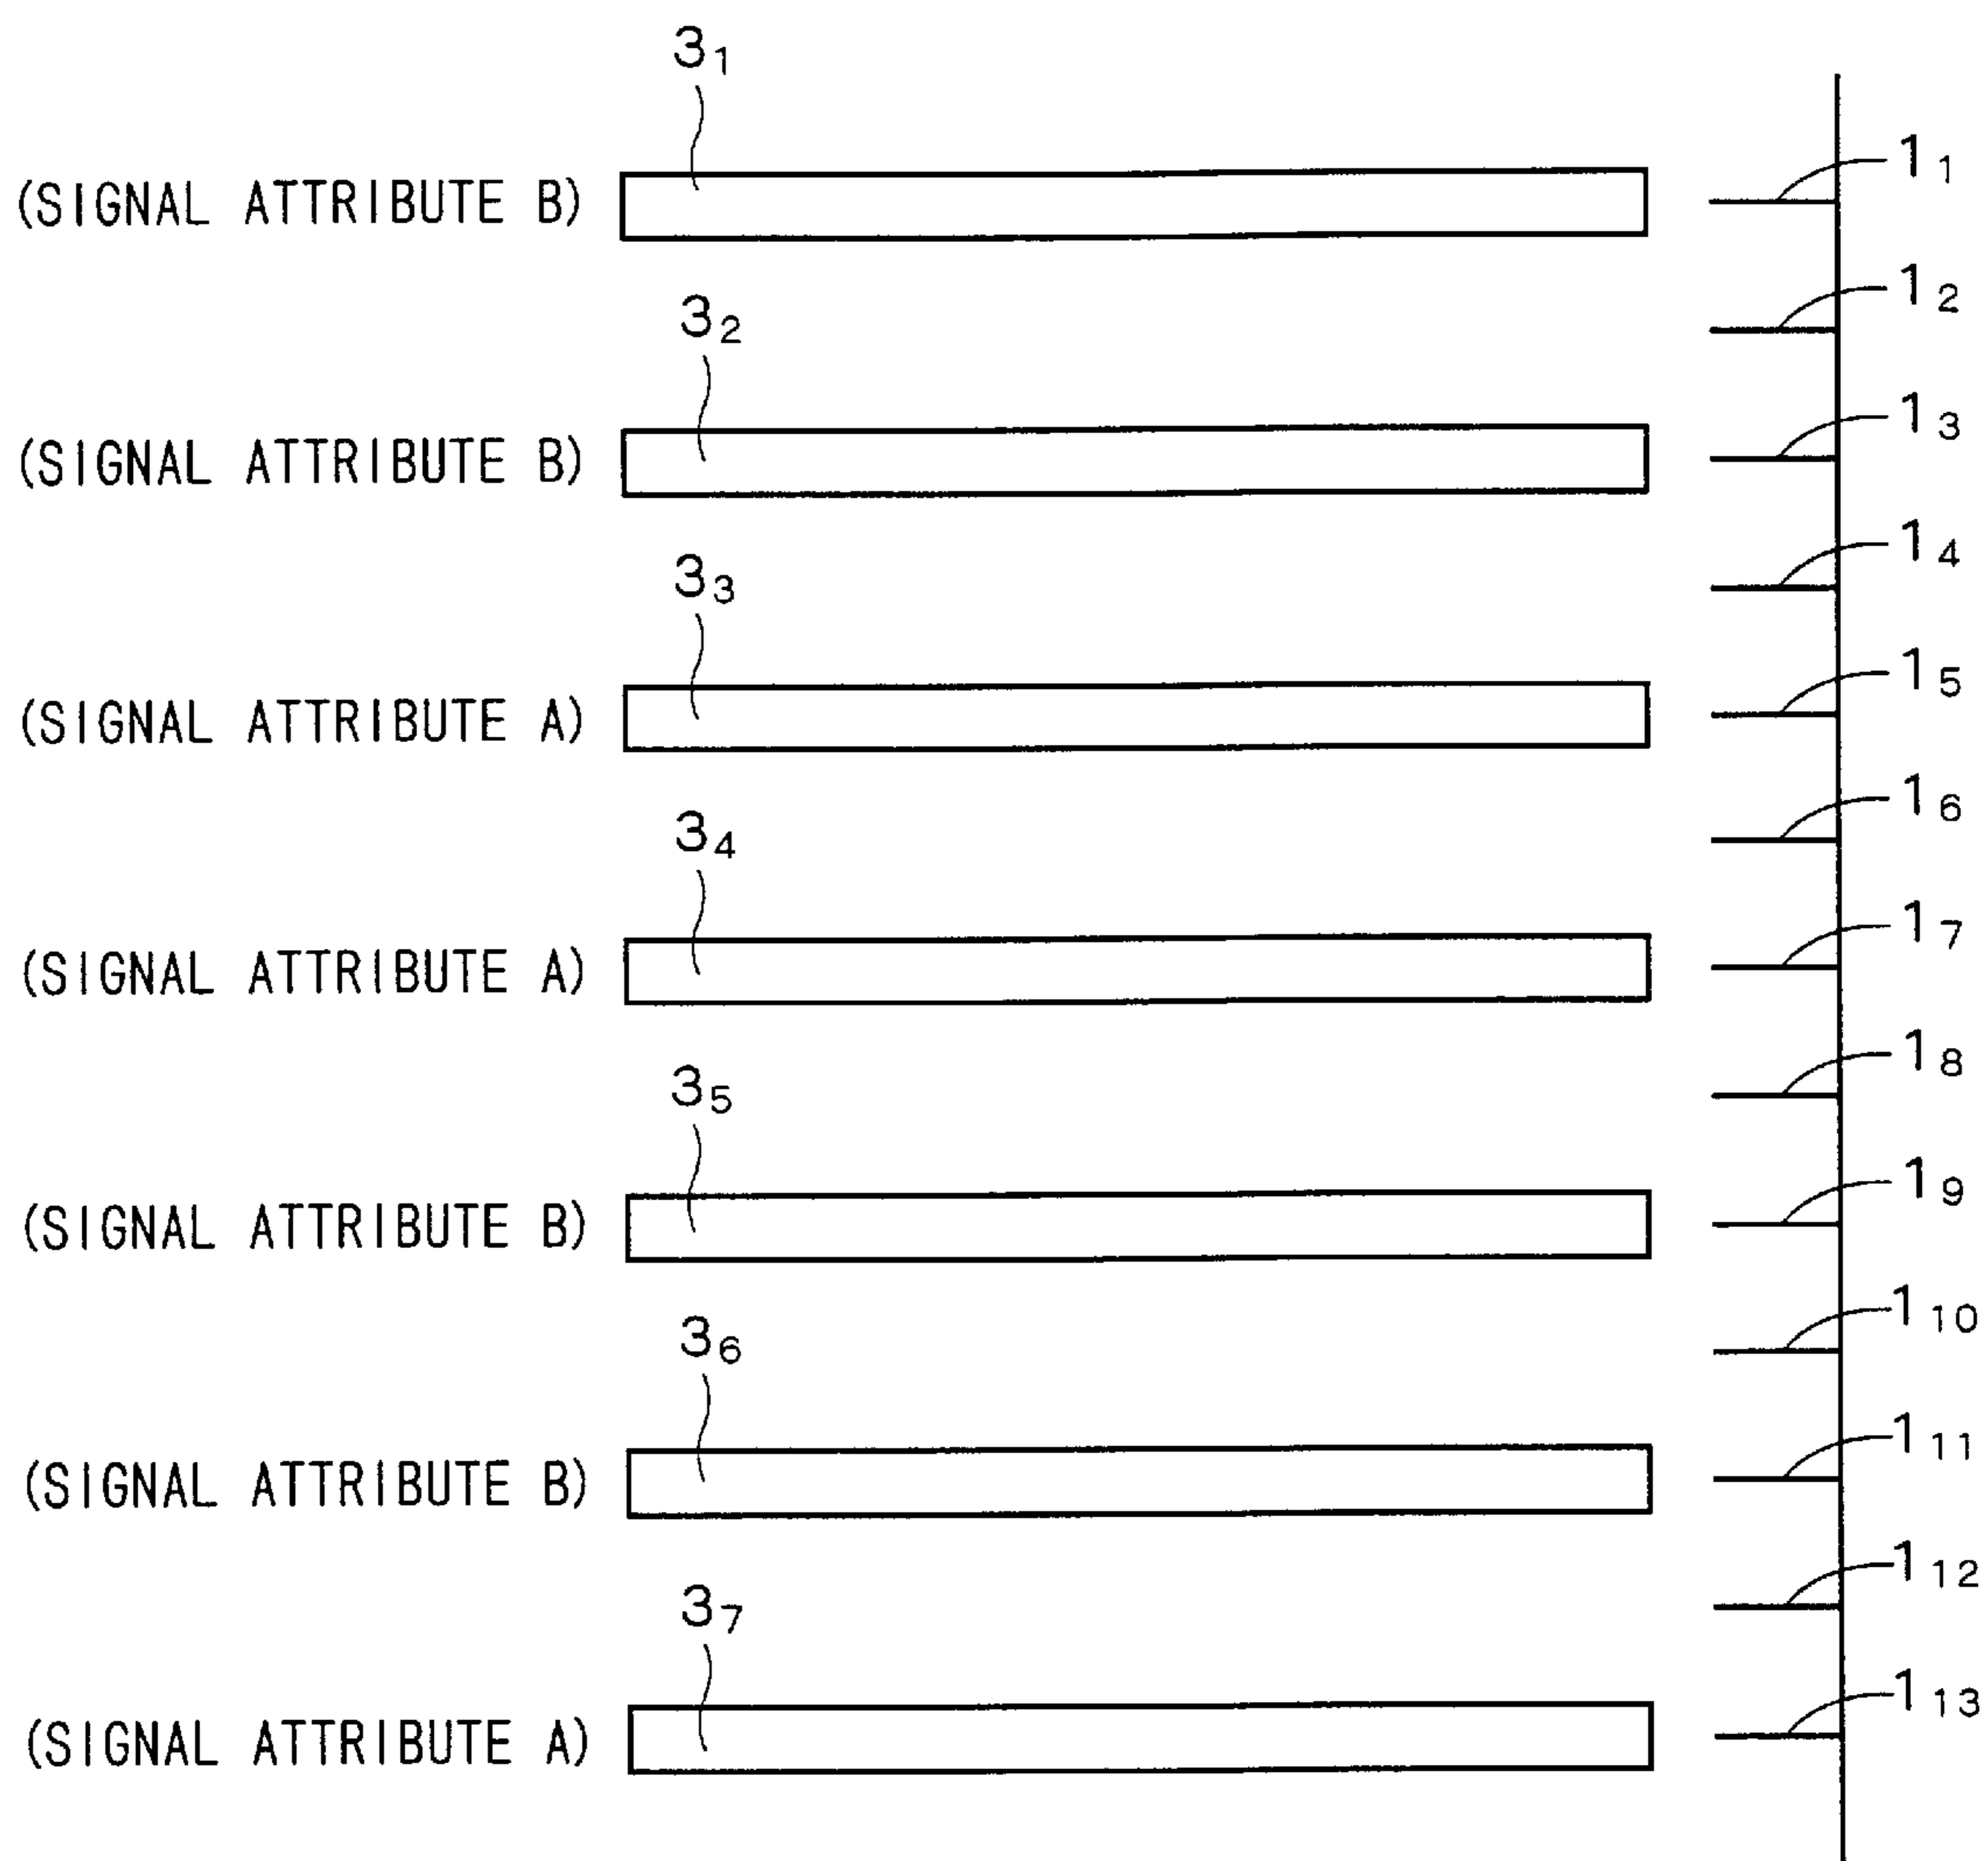 3₁
1₁
(SIGNAL ATTRIBUTE B)
1₂
3₂
1₃
(SIGNAL ATTRIBUTE B)
1₄
3₃
1₅
(SIGNAL ATTRIBUTE A)
1₆
3₄
1₇
(SIGNAL ATTRIBUTE A)
1₈
3₅
1₉
(SIGNAL ATTRIBUTE B)
1₁₀
3₆
1₁₁
(SIGNAL ATTRIBUTE B)
1₁₂
3₇
1₁₃
(SIGNAL ATTRIBUTE A)